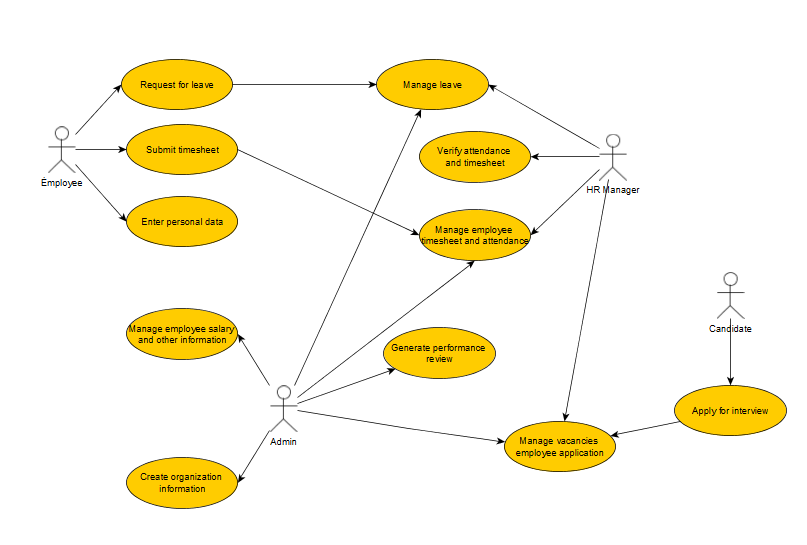 Request for leave
Manage leave
Submit timesheet
Verify attendance
and timesheet
Employee
HR Manager
Enter personal data
Manage employee
timesheet and attendance
Candidate
Manage employee salary
and other information
Generate performance
review
Apply for interview
Admin
Manage vacancies
employee application
Create organization
information